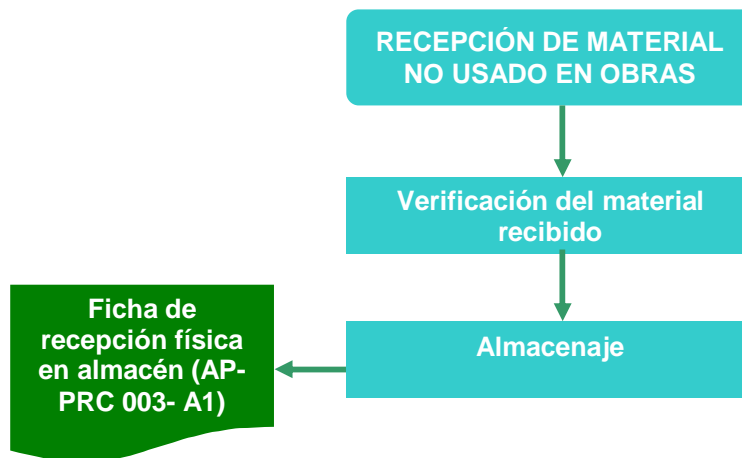 RECEPCIÓN DE MATERIAL
NO USADO EN OBRAS
Verificación del material
recibido
Almacenaje
Ficha de
recepción física
en almacén (AP-
PRC 003- A1)